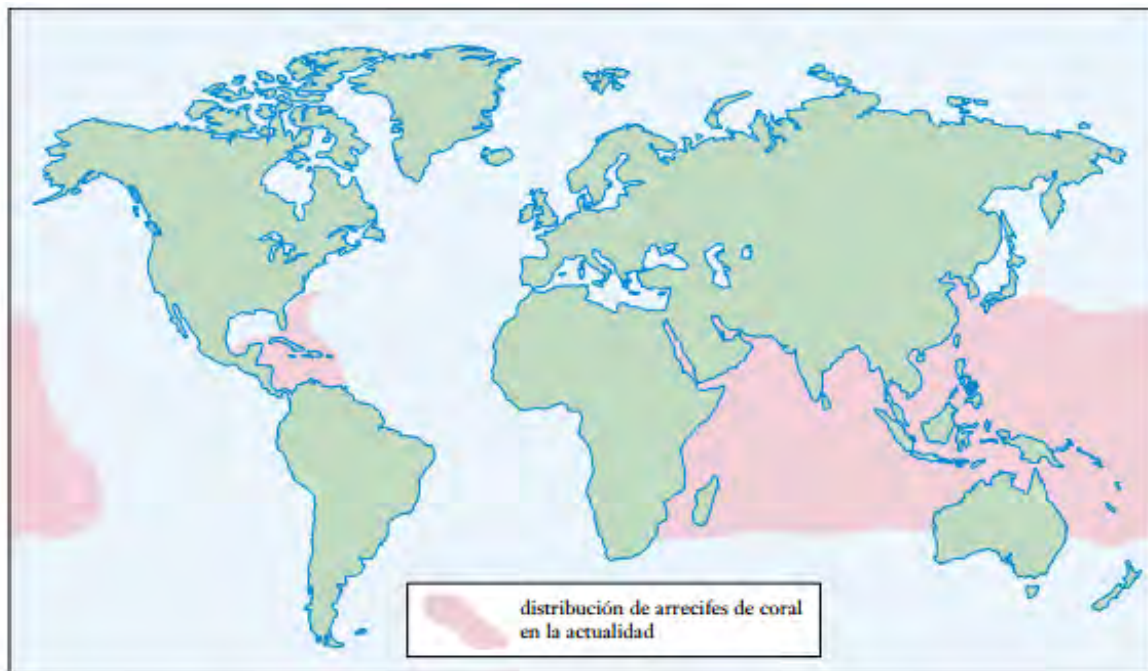 distribución de arrecifes de coral
en la actualidad